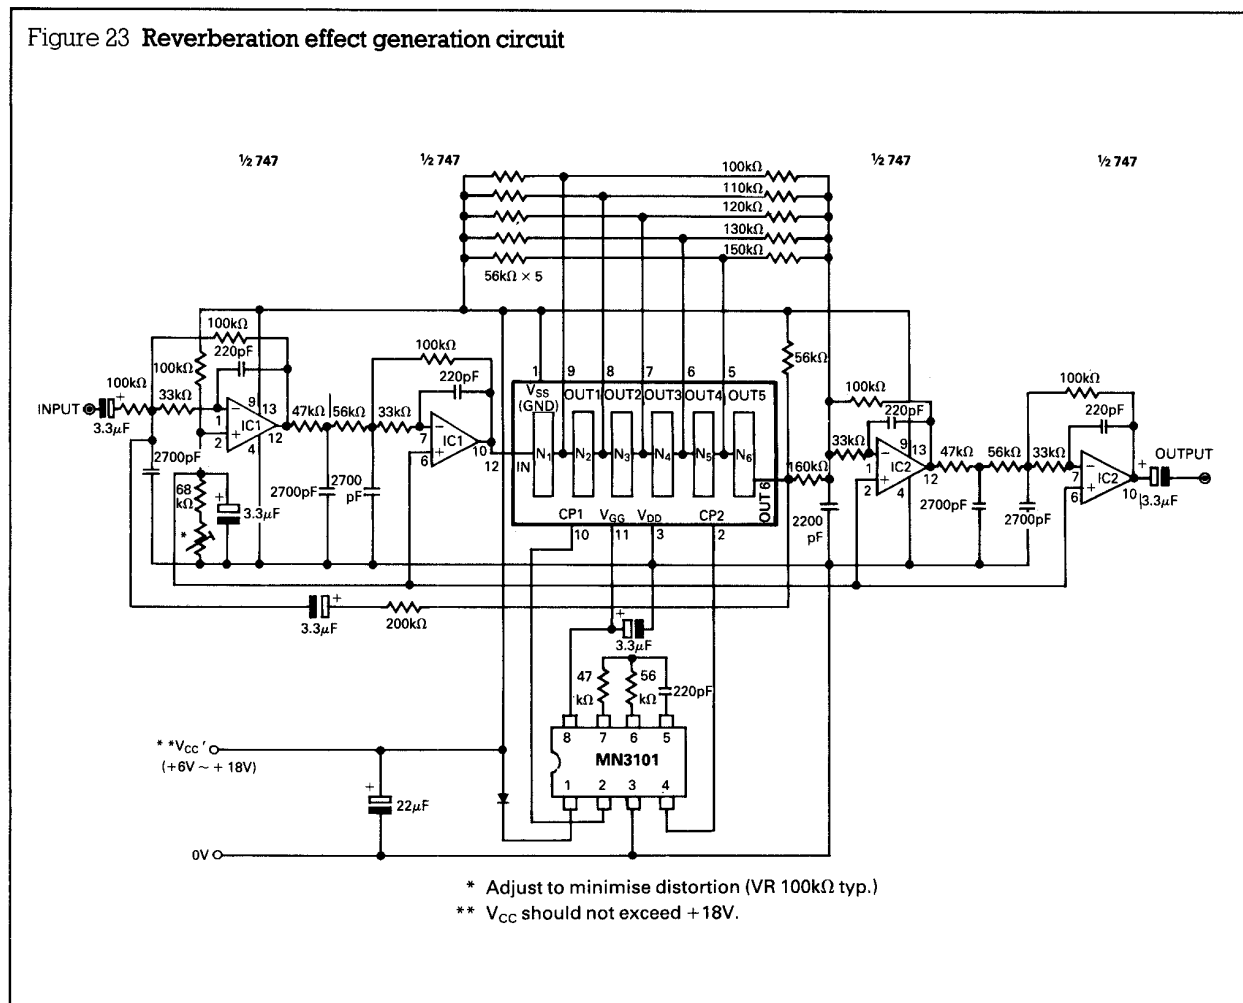 Figure 23 Reverberation effect generation circuit
½ 747
½ 747
½ 747
½ 747
100kΩ
110kΩ
120kΩ
130kΩ
150kΩ
56kΩ × 5
100kΩ
220pF
100kΩ
100kΩ
33kΩ
INPUT
+
3.3μF
1
2
9
13
IC1
12
4
−
+
2700pF
68
kΩ
*
+
3.3μF
47kΩ
56kΩ
33kΩ
2700pF
2700
pF
100kΩ
220pF
7
6
−
+
IC1
10
12
1
9
8
7
6
5
VSS
(GND)
OUT1
OUT2
OUT3
OUT4
OUT5
IN
N1
N2
N3
N4
N5
N6
OUT 6
CP1
VGG
VDD
CP2
10
11
3
2
56kΩ
160kΩ
2200
pF
100kΩ
220pF
33kΩ
1
2
−
+
9
13
IC2
12
4
47kΩ
56kΩ
33kΩ
2700pF
2700pF
100kΩ
220pF
7
6
−
+
IC2
10
+
3.3μF
OUTPUT
3.3μF
+
200kΩ
+
3.3μF
47
kΩ
56
kΩ
220pF
8
7
6
5
MN3101
1
2
3
4
**VCC'
(+6V ~ + 18V)
+
22μF
0V
* Adjust to minimise distortion (VR 100kΩ typ.)
** VCC should not exceed +18V.